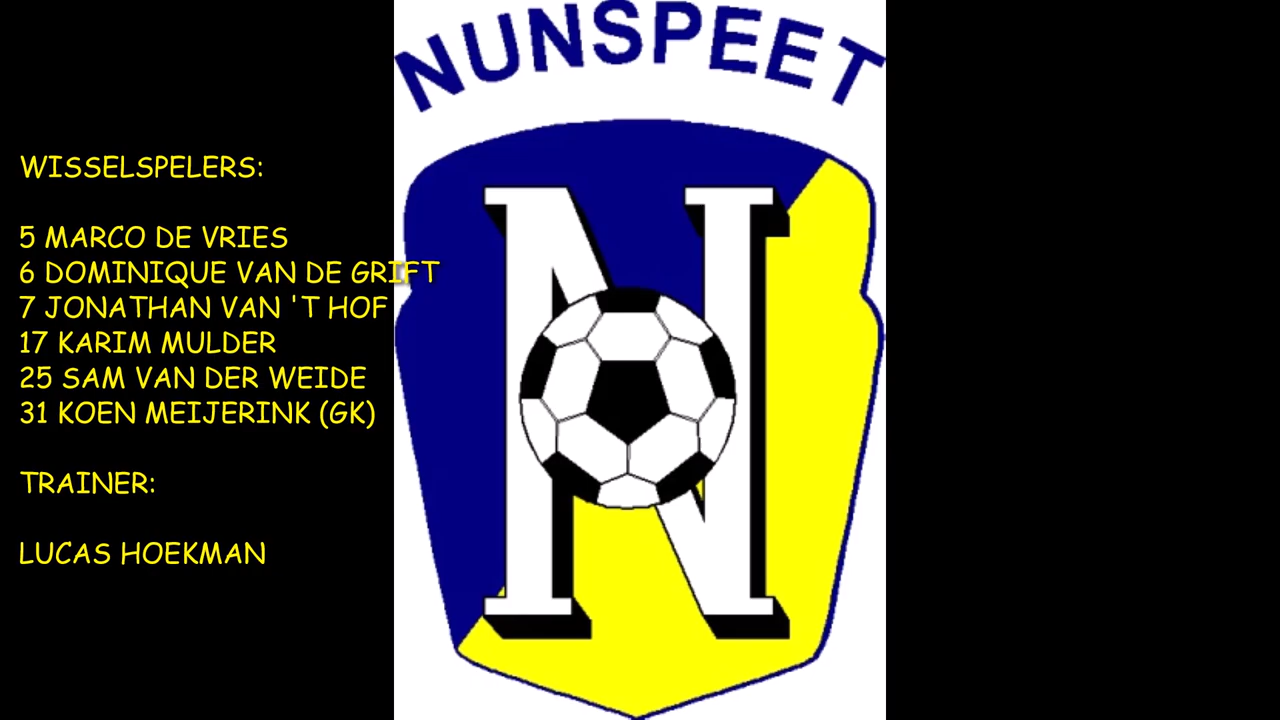 NUNSPEET
WISSELSPELERS:
5 MARCO DE VRIES
6 DOMINIQUE VAN DE GRIFT
7 JONATHAN VAN 'T HOF
17 KARIM MULDER
25 SAM VAN DER WEIDE
31 KOEN MEIJERINK (GK)
TRAINER:
LUCAS HOEKMAN
N